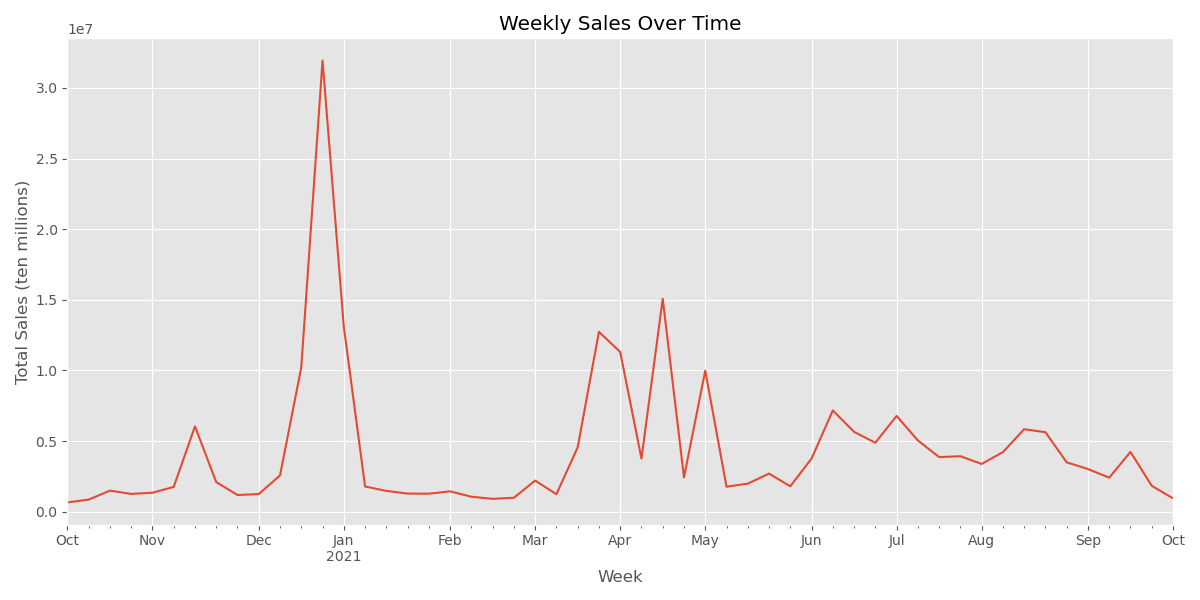 Weekly Sales Over Time
1e7
Total Sales (ten millions)
3.0
2.5
2.0
1.5
1.0
0.5
0.0
Oct Nov Dec Jan Feb Mar Apr May Jun Jul Aug Sep Oct
2021
Week